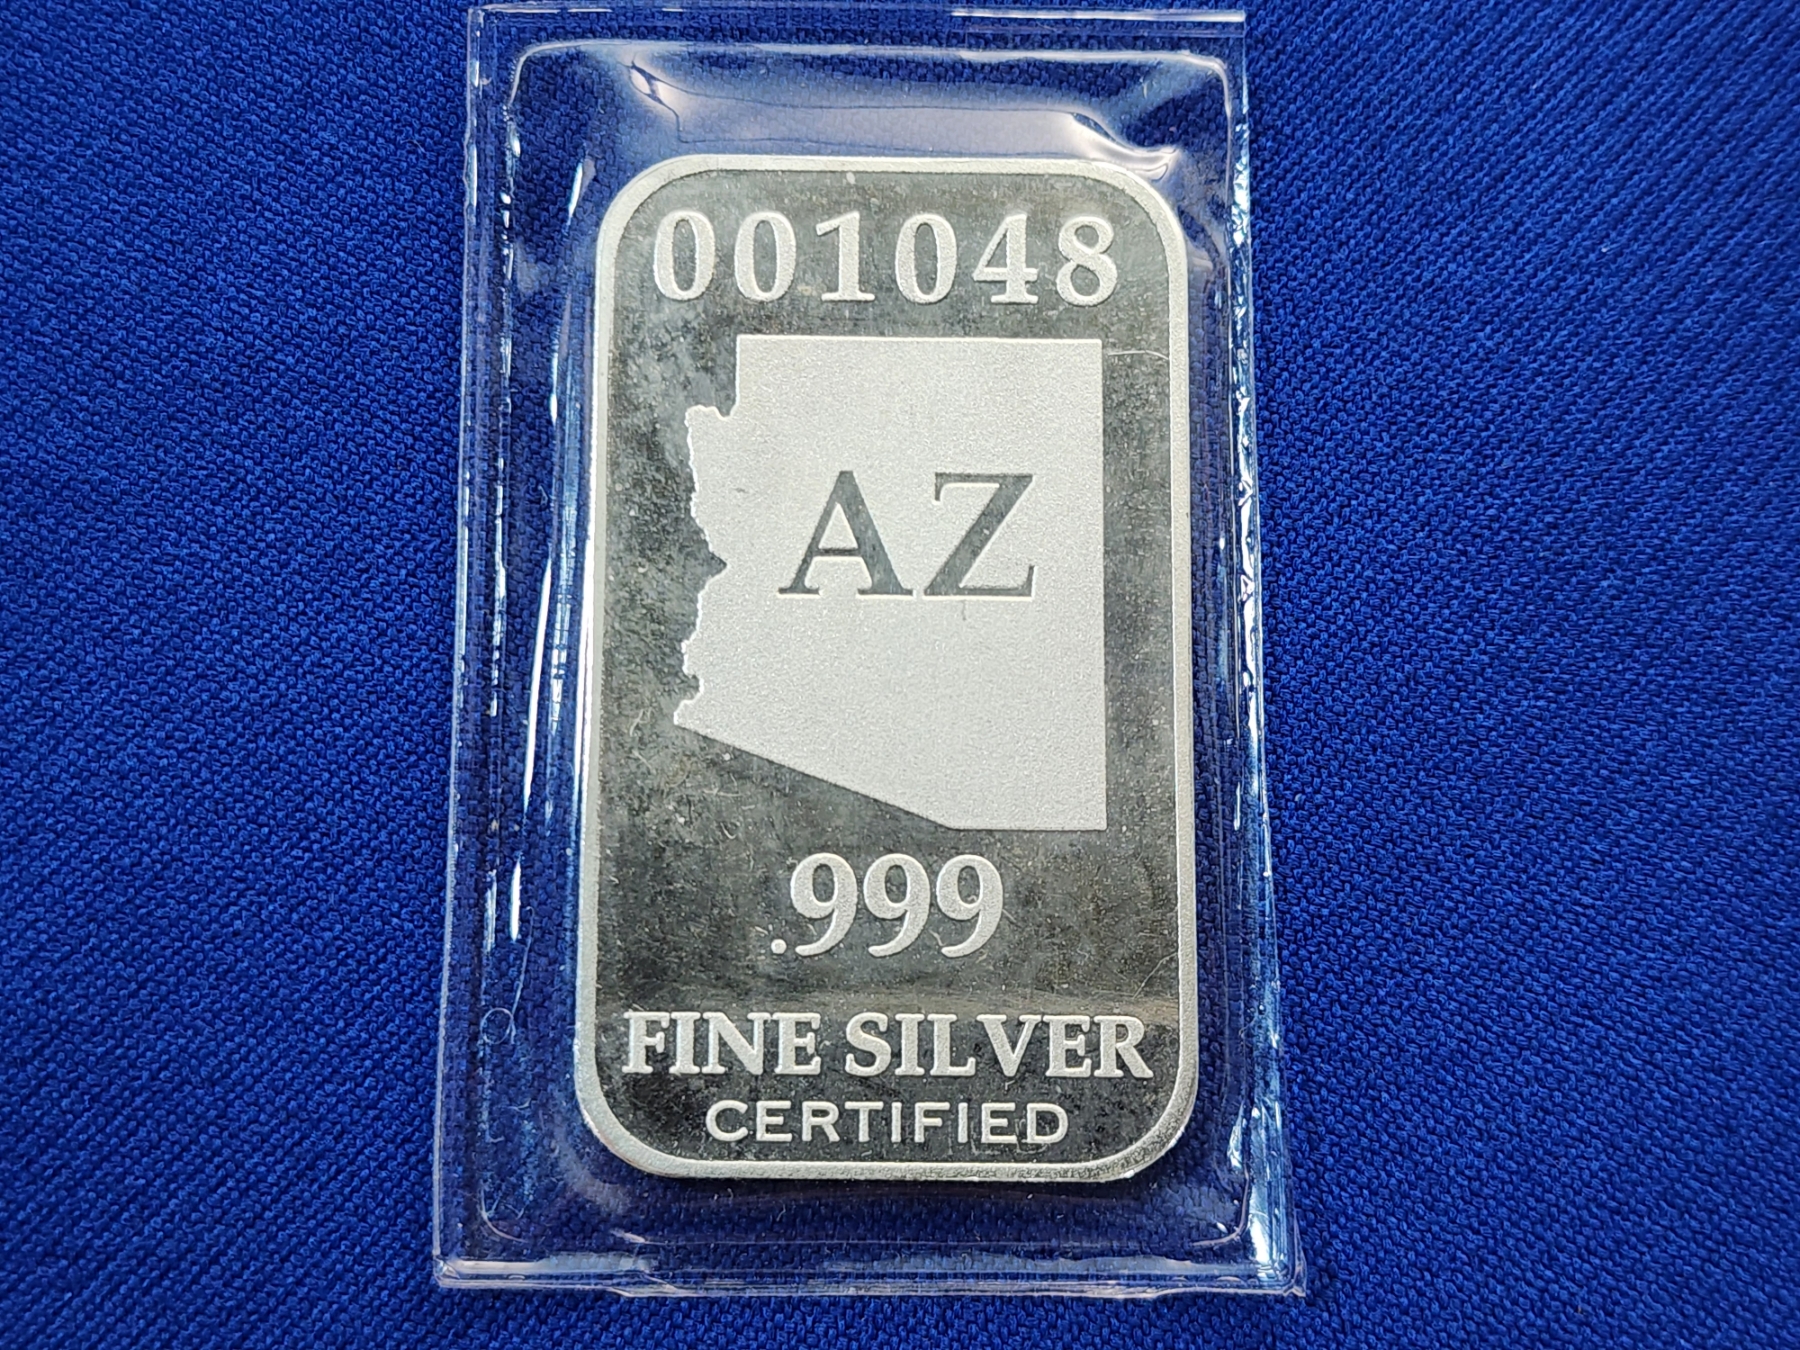 001048
AZ
.999
FINE SILVER
CERTIFIED